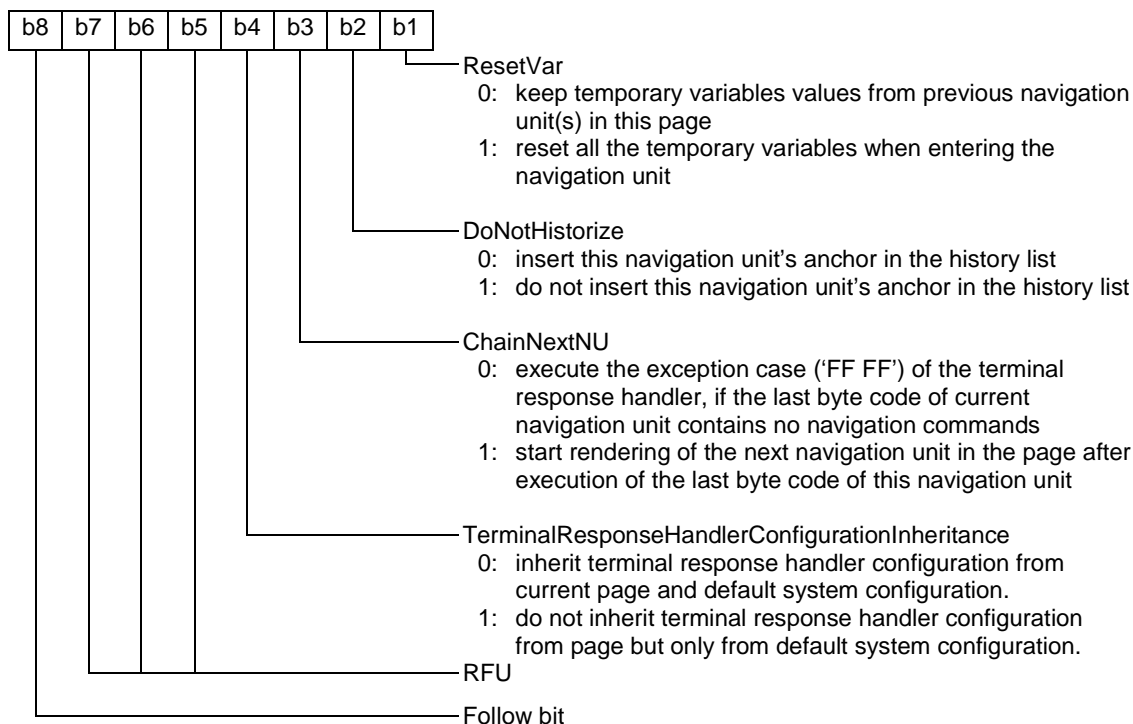 b8 b7 b6 b5 b4 b3 b2 b1
ResetVar
0: keep temporary variables values from previous navigation
unit(s) in this page
1: reset all the temporary variables when entering the
navigation unit
DoNotHistorize
0: insert this navigation unit’s anchor in the history list
1: do not insert this navigation unit’s anchor in the history list
ChainNextNU
0: execute the exception case (‘FF FF’) of the terminal
response handler, if the last byte code of current
navigation unit contains no navigation commands
1: start rendering of the next navigation unit in the page after
execution of the last byte code of this navigation unit
TerminalResponseHandlerConfigurationInheritance
0: inherit terminal response handler configuration from
current page and default system configuration.
1: do not inherit terminal response handler configuration
from page but only from default system configuration.
RFU
Follow bit